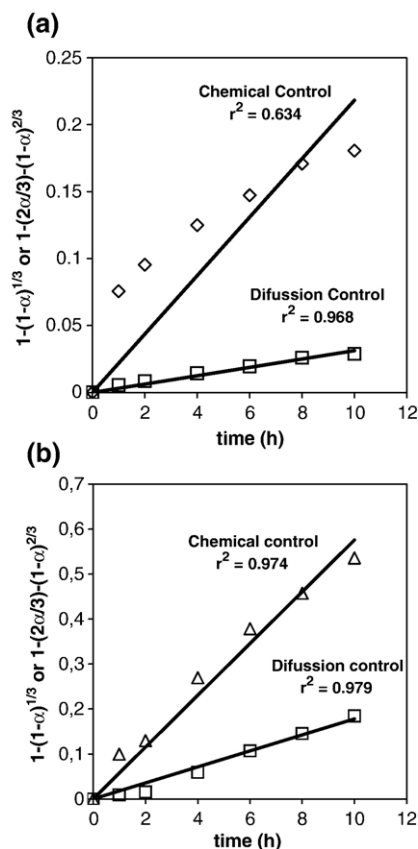 (a)
1-(1-α)^1/3 or 1-(2α/3)-(1-α)^2/3
0.25
0.2
0.15
0.1
0.05
0
Chemical Control
r² = 0.634
Difussion Control
r² = 0.968
0 2 4 6 8 10 12
time (h)
(b)
1-(1-α)^1/3 or 1-(2α/3)-(1-α)^2/3
0,7
0,6
0,5
0,4
0,3
0,2
0,1
0
Chemical control
r² = 0.974
Difussion control
r² = 0.979
0 2 4 6 8 10 12
time (h)